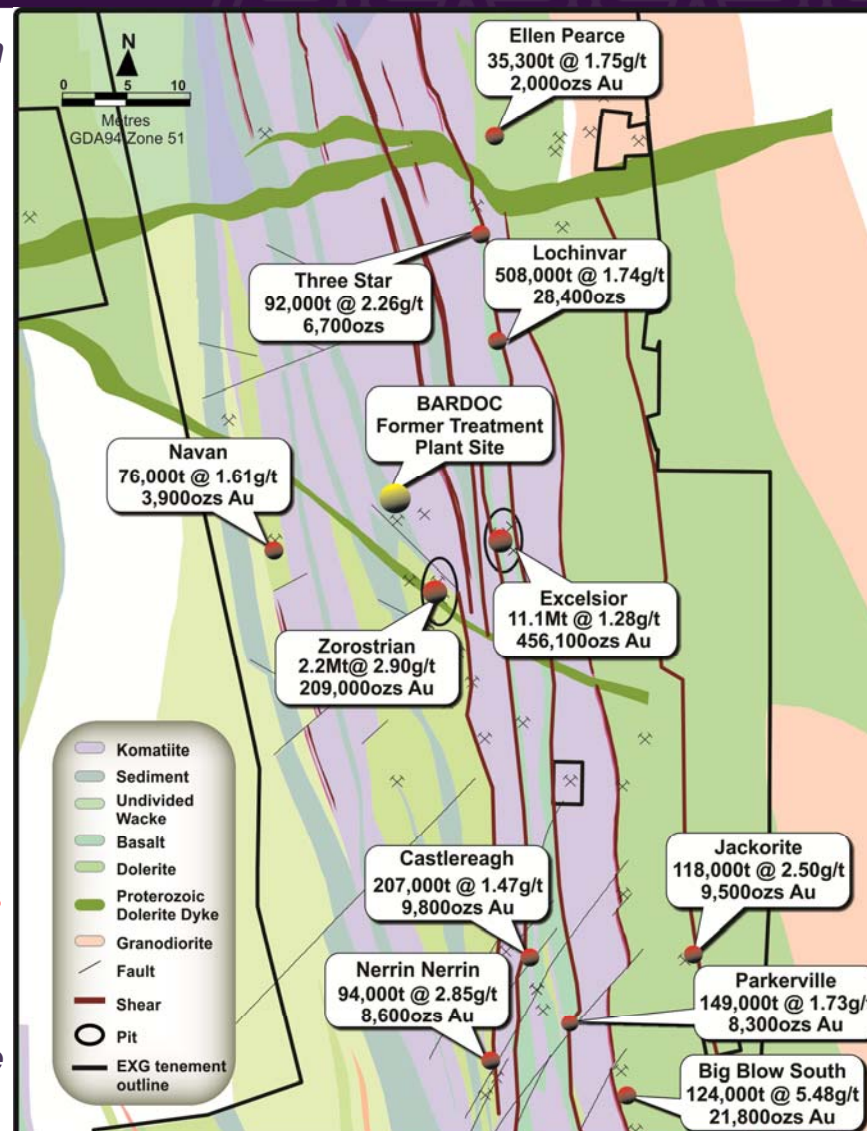 N
0 5 10
Metres
GDA94 Zone 51
Ellen Pearce
35,300t @ 1.75g/t
2,000ozs Au
Three Star
92,000t @ 2.26g/t
6,700ozs
Lochinvar
508,000t @ 1.74g/t
28,400ozs
BARDOC
Former Treatment
Plant Site
Navan
76,000t @ 1.61g/t
3,900ozs Au
Excelsior
11.1Mt @ 1.28g/t
456,100ozs Au
Zorostrian
2.2Mt@ 2.90g/t
209,000ozs Au
Komatiite
Sediment
Undivided
Wacke
Basalt
Dolerite
Proterozoic
Dolerite Dyke
Granodiorite
Fault
Shear
Pit
EXG tenement
outline
Castlereagh
207,000t @ 1.47g/t
9,800ozs Au
Jackorite
118,000t @ 2.50g/t
9,500ozs Au
Nerrin Nerrin
94,000t @ 2.85g/t
8,600ozs Au
Parkerville
149,000t @ 1.73g/t
8,300ozs Au
Big Blow South
124,000t @ 5.48g/t
21,800ozs Au